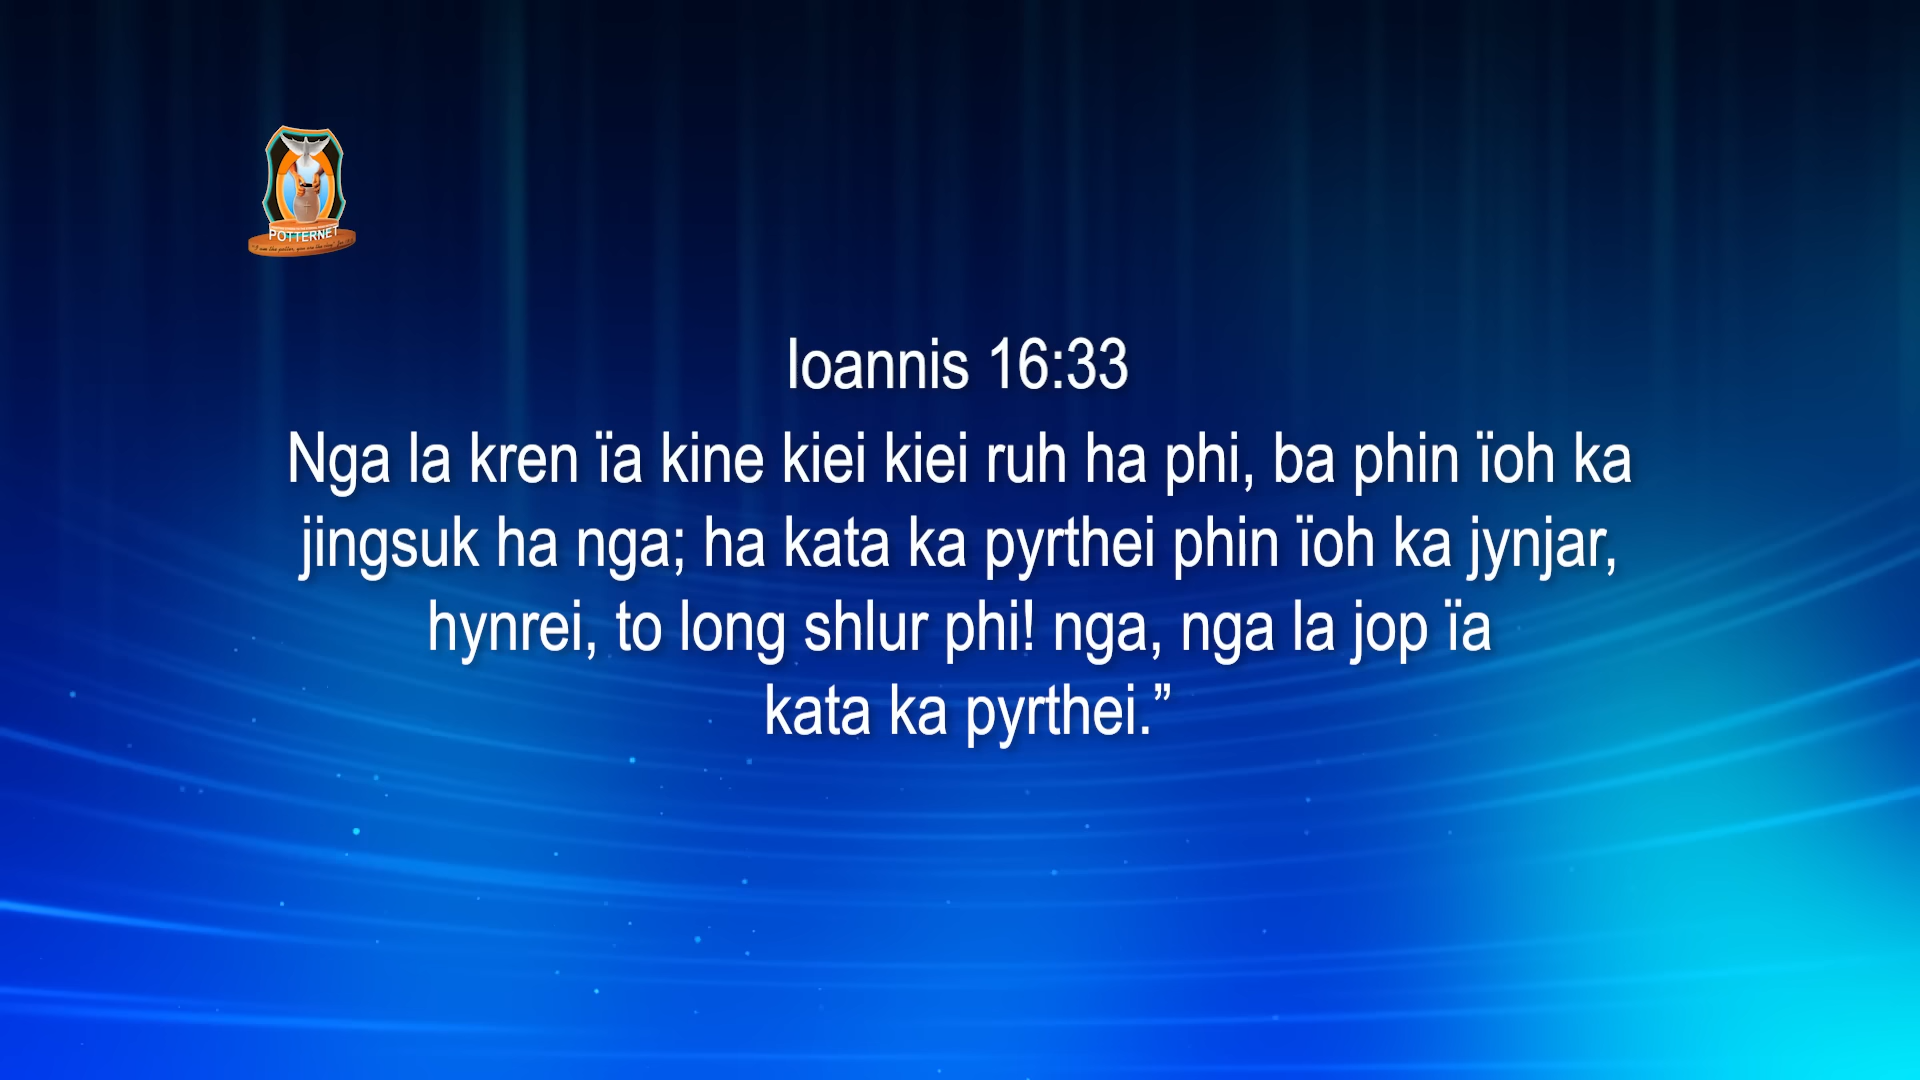 POTTERNET
Ioannis 16:33
Nga la kren ïa kine kiei kiei ruh ha phi, ba phin ïoh ka
jingsuk ha nga; ha kata ka pyrthei phin ïoh ka jynjar,
hynrei, to long shlur phi! nga, nga la jop ïa
kata ka pyrthei.”